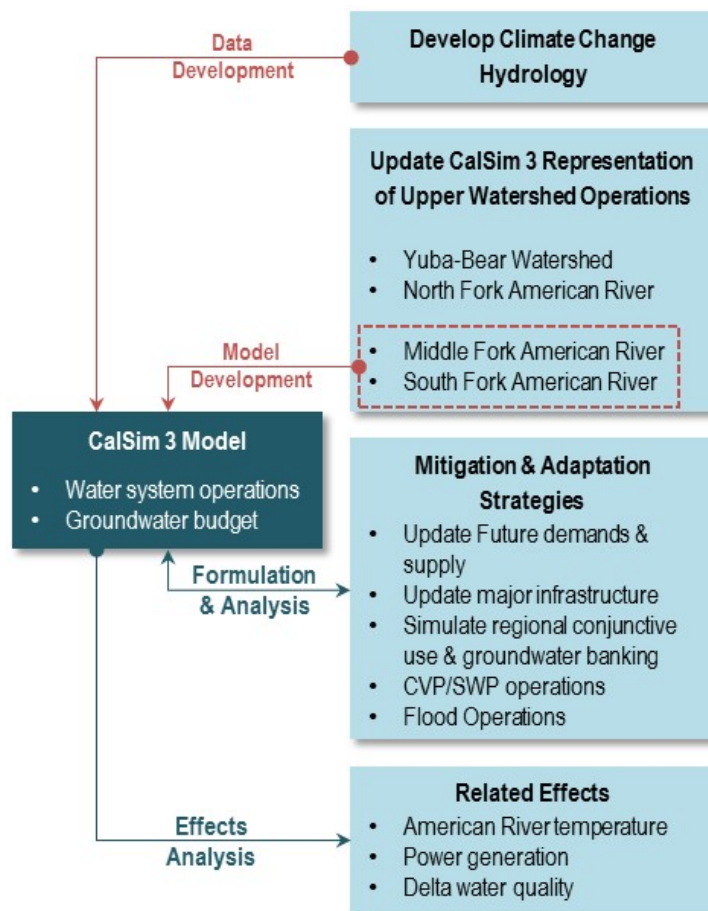 Data
Development
Develop Climate Change
Hydrology
Update CalSim 3 Representation
of Upper Watershed Operations
• Yuba-Bear Watershed
• North Fork American River
Model
Development
• Middle Fork American River
• South Fork American River
CalSim 3 Model
• Water system operations
• Groundwater budget
Formulation
& Analysis
Mitigation & Adaptation
Strategies
• Update Future demands &
supply
• Update major infrastructure
• Simulate regional conjunctive
use & groundwater banking
• CVP/SWP operations
• Flood Operations
Effects
Analysis
Related Effects
• American River temperature
• Power generation
• Delta water quality